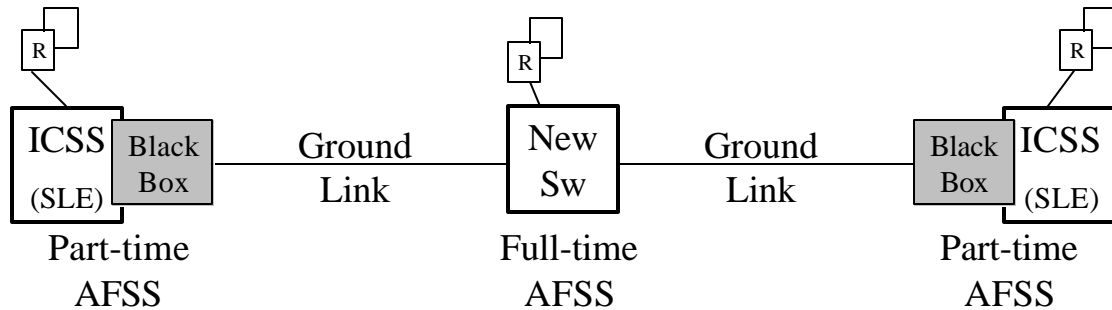 R
R
R
ICSS
(SLE)
Black
Box
Ground
Link
New
Sw
Ground
Link
Black
Box
ICSS
(SLE)
Part-time
AFSS
Full-time
AFSS
Part-time
AFSS